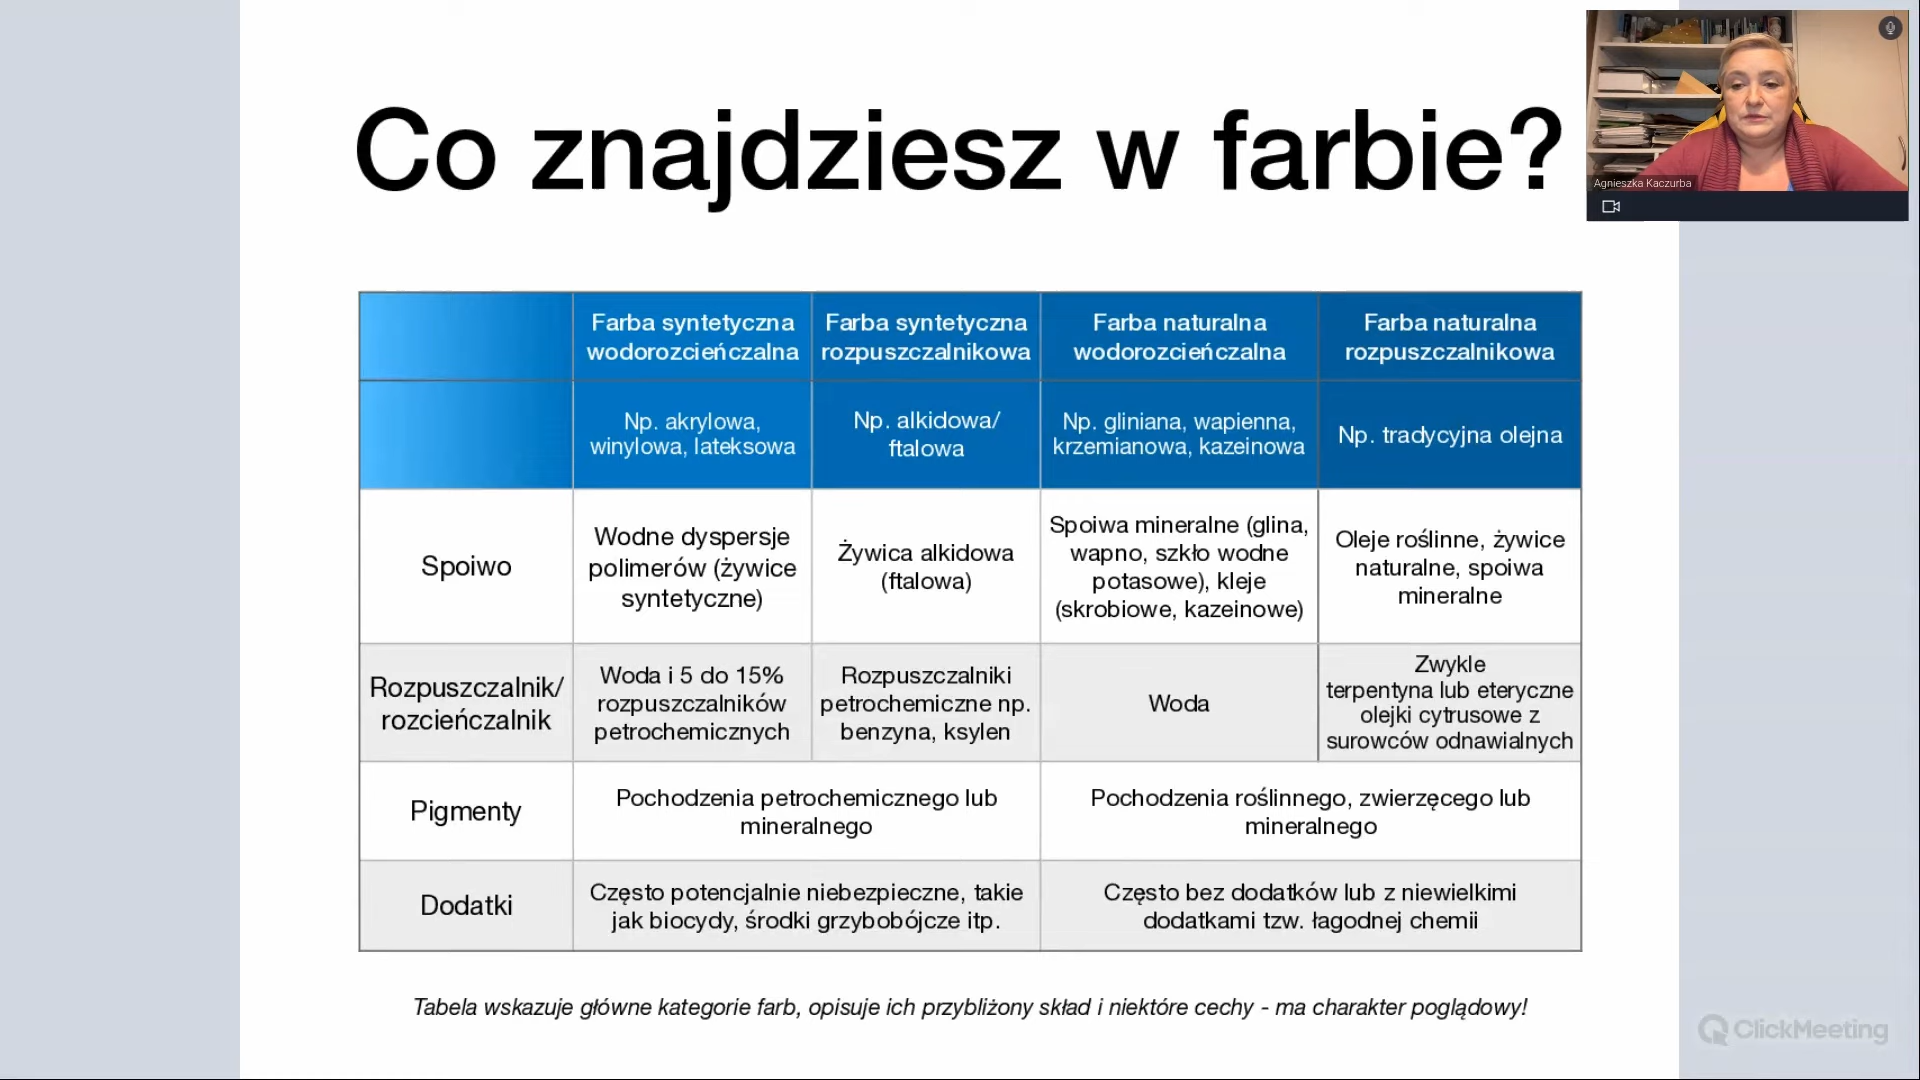 Co znajdziesz w farbie?
Agnieszka Kaczurba
Farba syntetyczna
wodorozcieńczalna
Farba syntetyczna
rozpuszczalnikowa
Farba naturalna
wodorozcieńczalna
Farba naturalna
rozpuszczalnikowa
Np. akrylowa,
winylowa, lateksowa
Np. alkidowa/
ftalowa
Np. gliniana, wapienna,
krzemianowa, kazeinowa
Np. tradycyjna olejna
Spoiwo
Wodne dyspersje
polimerów (żywice
syntetyczne)
Żywica alkidowa
(ftalowa)
Spoiwa mineralne (glina,
wapno, szkło wodne
potasowe), kleje
(skrobiowe, kazeinowe)
Oleje roślinne, żywice
naturalne, spoiwa
mineralne
Rozpuszczalnik/
rozcieńczalnik
Woda i 5 do 15%
rozpuszczalników
petrochemicznych
Rozpuszczalniki
petrochemiczne np.
benzyna, ksylen
Woda
Zwykle
terpentyna lub eteryczne
olejki cytrusowe z
surowców odnawialnych
Pigmenty
Pochodzenia petrochemicznego lub
mineralnego
Pochodzenia roślinnego, zwierzęcego lub
mineralnego
Dodatki
Często potencjalnie niebezpieczne, takie
jak biocydy, środki grzybobójcze itp.
Często bez dodatków lub z niewielkimi
dodatkami tzw. łagodnej chemii
Tabela wskazuje główne kategorie farb, opisuje ich przybliżony skład i niektóre cechy - ma charakter poglądowy!
ClickMeeting